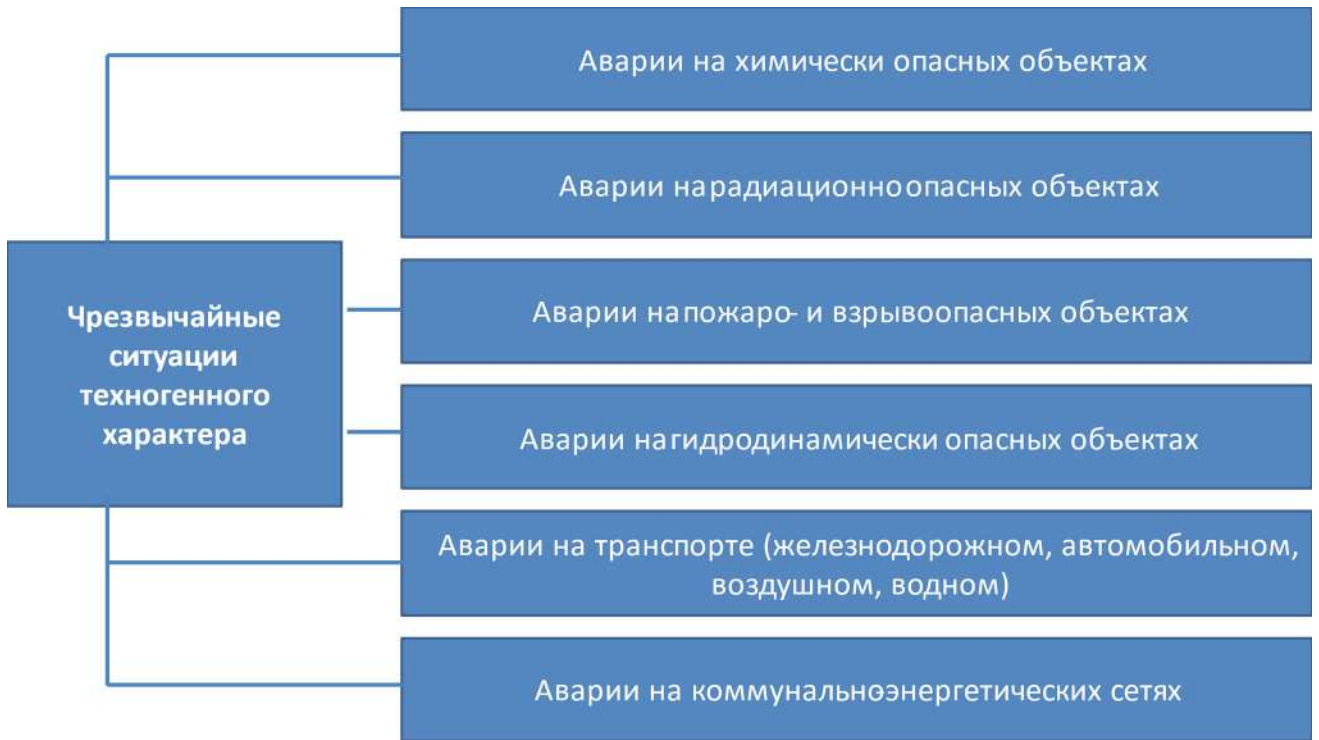 Аварии на химически опасных объектах
Аварии нарадиационноопасных объектах
Чрезвычайные
ситуации
техногенного
характера
Аварии напожаро- и взрывоопасных объектах
Аварии нагидродинамически опасных объектах
Аварии на транспорте (железнодорожном, автомобильном,
воздушном, водном)
Аварии на коммунальноэнергетических сетях